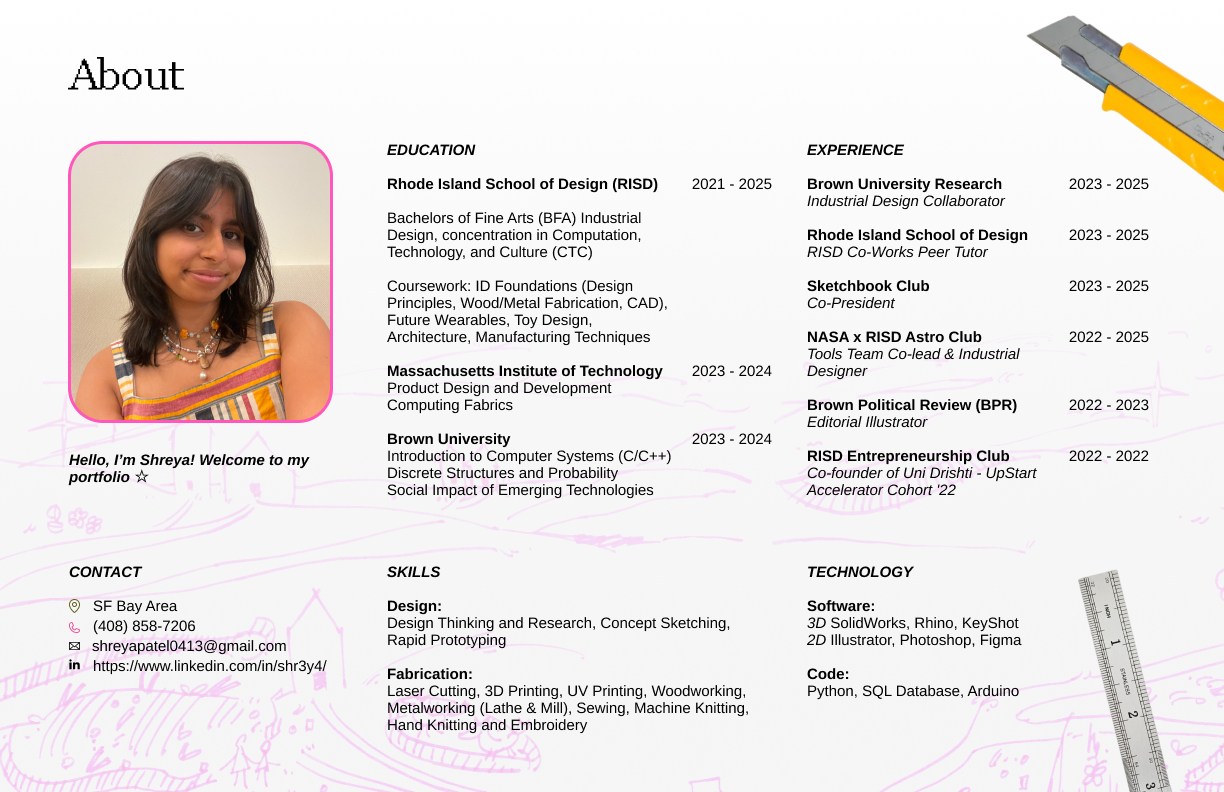 About
Hello, I'm Shreya! Welcome to my
portfolio ☆
EDUCATION
Rhode Island School of Design (RISD) 2021 - 2025
Bachelors of Fine Arts (BFA) Industrial
Design, concentration in Computation,
Technology, and Culture (CTC)
Coursework: ID Foundations (Design
Principles, Wood/Metal Fabrication, CAD),
Future Wearables, Toy Design,
Architecture, Manufacturing Techniques
Massachusetts Institute of Technology 2023 - 2024
Product Design and Development
Computing Fabrics
Brown University 2023 - 2024
Introduction to Computer Systems (C/C++)
Discrete Structures and Probability
Social Impact of Emerging Technologies
EXPERIENCE
Brown University Research 2023 - 2025
Industrial Design Collaborator
Rhode Island School of Design 2023 - 2025
RISD Co-Works Peer Tutor
Sketchbook Club 2023 - 2025
Co-President
NASA x RISD Astro Club 2022 - 2025
Tools Team Co-lead & Industrial
Designer
Brown Political Review (BPR) 2022 - 2023
Editorial Illustrator
RISD Entrepreneurship Club 2022 - 2022
Co-founder of Uni Drishti - UpStart
Accelerator Cohort '22
CONTACT
SF Bay Area
(408) 858-7206
shreyapatel0413@gmail.com
in https://www.linkedin.com/in/shr3y4/
SKILLS
Design:
Design Thinking and Research, Concept Sketching,
Rapid Prototyping
Fabrication:
Laser Cutting, 3D Printing, UV Printing, Woodworking,
Metalworking (Lathe & Mill), Sewing, Machine Knitting,
Hand Knitting and Embroidery
TECHNOLOGY
Software:
3D SolidWorks, Rhino, KeyShot
2D Illustrator, Photoshop, Figma
Code:
Python, SQL Database, Arduino
1
STAINLESS
2
3